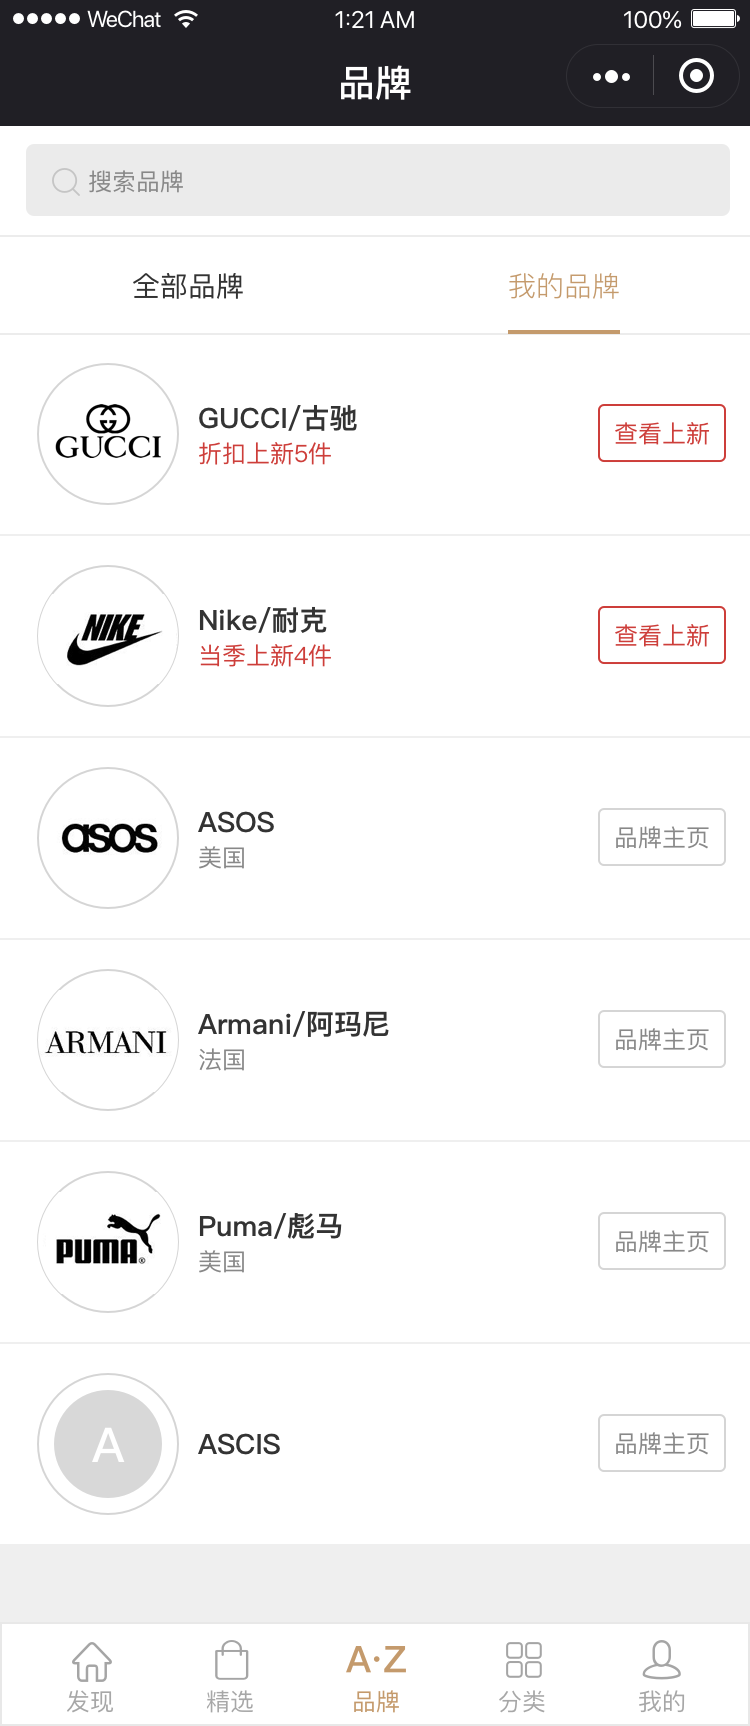 WeChat 1:21 AM 100%
品牌
搜索品牌
全部品牌 我的品牌
GUCCI
GUCCI/古驰
折扣上新5件
查看上新
NIKE
Nike/耐克
当季上新4件
查看上新
asos
ASOS
美国
品牌主页
ARMANI
Armani/阿玛尼
法国
品牌主页
PUMA®
Puma/彪马
美国
品牌主页
A
ASCIS
品牌主页
A·Z
发现 精选 品牌 分类 我的